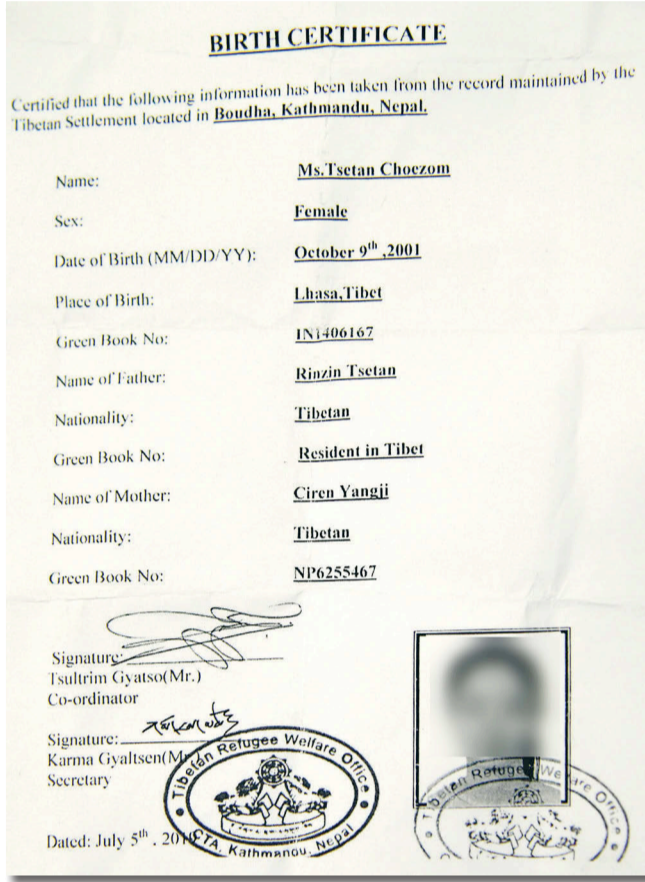 BIRTH CERTIFICATE
Certified that the following information has been taken from the record maintained by the
Tibetan Settlement located in Boudha, Kathmandu, Nepal.
Name: Ms.Tsetan Choezom
Sex: Female
Date of Birth (MM/DD/YY): October 9th ,2001
Place of Birth: Lhasa,Tibet
Green Book No: IN1406167
Name of Father: Rinzin Tsetan
Nationality: Tibetan
Green Book No: Resident in Tibet
Name of Mother: Ciren Yangji
Nationality: Tibetan
Green Book No: NP6255467
Signature:
Tsultrim Gyatso(Mr.)
Co-ordinator
Signature:
Karma Gyaltsen(Mr
Secretary
Dated: July 5th ,
Tibetan Refugee Welfare Office
CTA, Kathmandu, Nepal
Tibetan Refugee Welfare Office